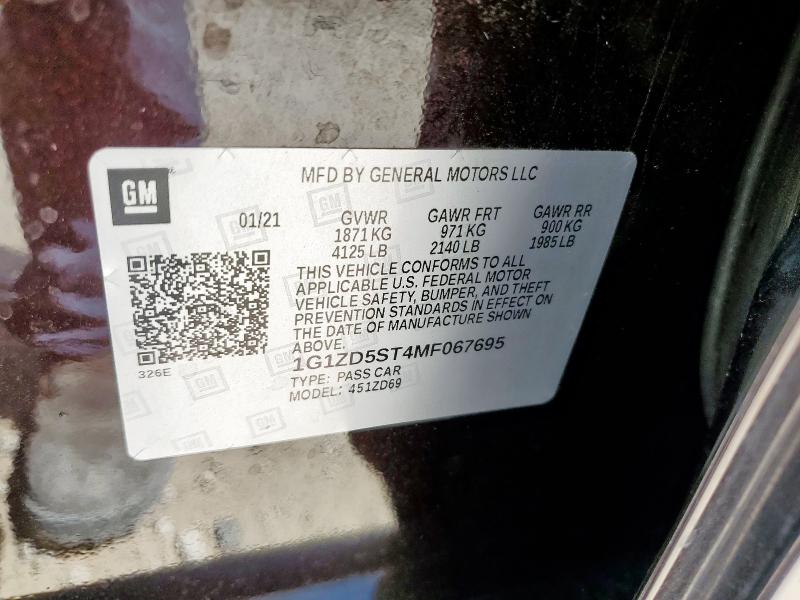 GM
MFD BY GENERAL MOTORS LLC
01/21 GVWR GAWR FRT GAWR RR
1871 KG 971 KG 900 KG
4125 LB 2140 LB 1985 LB
THIS VEHICLE CONFORMS TO ALL
APPLICABLE U.S. FEDERAL MOTOR
VEHICLE SAFETY, BUMPER, AND THEFT
PREVENTION STANDARDS IN EFFECT ON
THE DATE OF MANUFACTURE SHOWN
ABOVE.
326E
1G1ZD5ST4MF067695
TYPE: PASS CAR
MODEL: 451ZD69